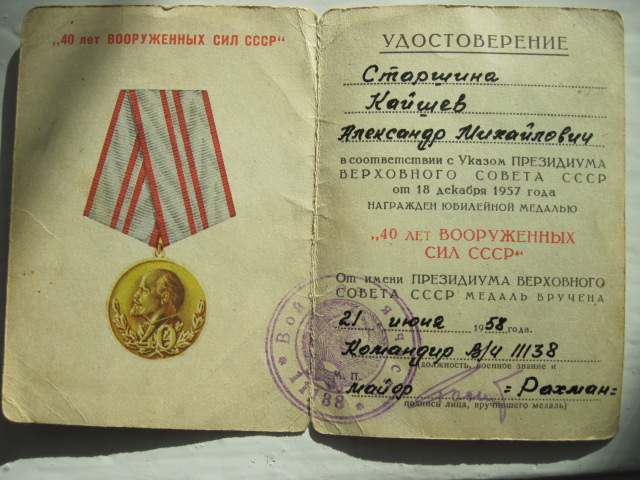 „40 лет ВООРУЖЕННЫХ СИЛ СССР“
40
УДОСТОВЕРЕНИЕ
Старшина
Кайшев
Александр Михайлович
в соответствии с Указом ПРЕЗИДИУМА
ВЕРХОВНОГО СОВЕТА СССР
от 18 декабря 1957 года
НАГРАЖДЕН ЮБИЛЕЙНОЙ МЕДАЛЬЮ
„40 ЛЕТ ВООРУЖЕННЫХ
СИЛ СССР“
От имени ПРЕЗИДИУМА ВЕРХОВНОГО
СОВЕТА СССР МЕДАЛЬ ВРУЧЕНА
21 июня 1958 года.
Командир в/ч 11138
(должность, военное звание и
М. П.
майор =Рахман=
подпись лица, вручившего медаль)